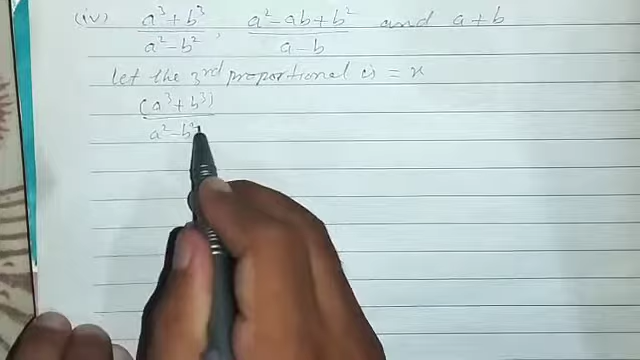 (iv) (a³ + b³)/(a² - b²), (a² - ab + b²)/(a - b) and a + b
Let the 3rd proportional is = x
(a³ + b³)/(a² - b²